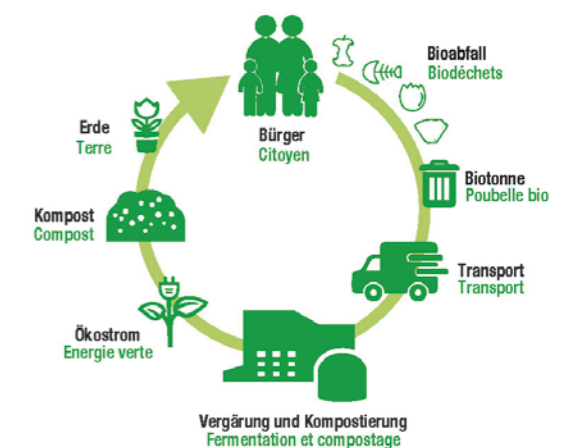 Bürger
Citoyen
Bioabfall
Biodéchets
Biotonne
Poubelle bio
Transport
Transport
Vergärung und Kompostierung
Fermentation et compostage
Ökostrom
Energie verte
Kompost
Compost
Erde
Terre